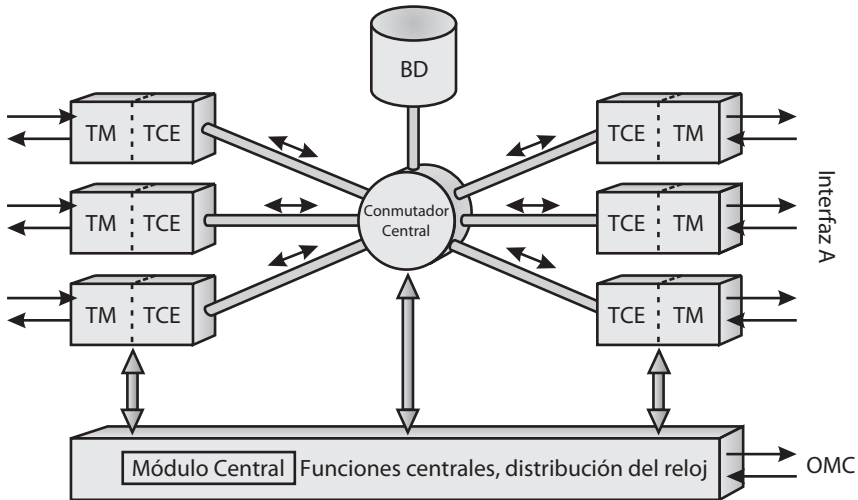 BD
TM TCE
TCE TM
TM TCE
Conmutador
Central
TCE TM
TM TCE
TCE TM
Interfaz A
Módulo Central Funciones centrales, distribución del reloj
OMC